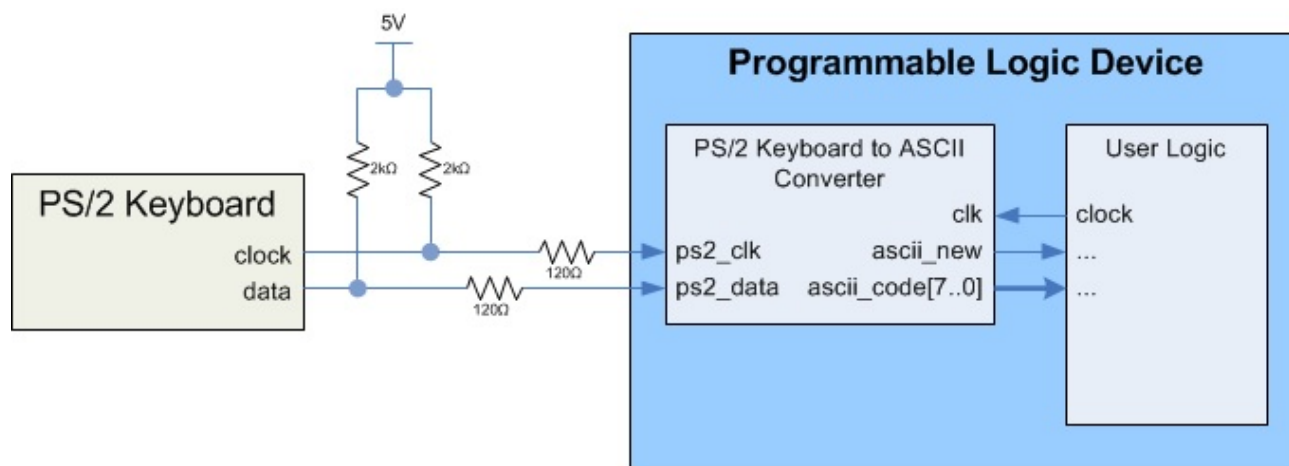 5V
Programmable Logic Device
2kΩ
2kΩ
PS/2 Keyboard
clock
data
120Ω
120Ω
PS/2 Keyboard to ASCII
Converter
clk
ps2_clk
ascii_new
ps2_data
ascii_code[7..0]
User Logic
clock
...
...